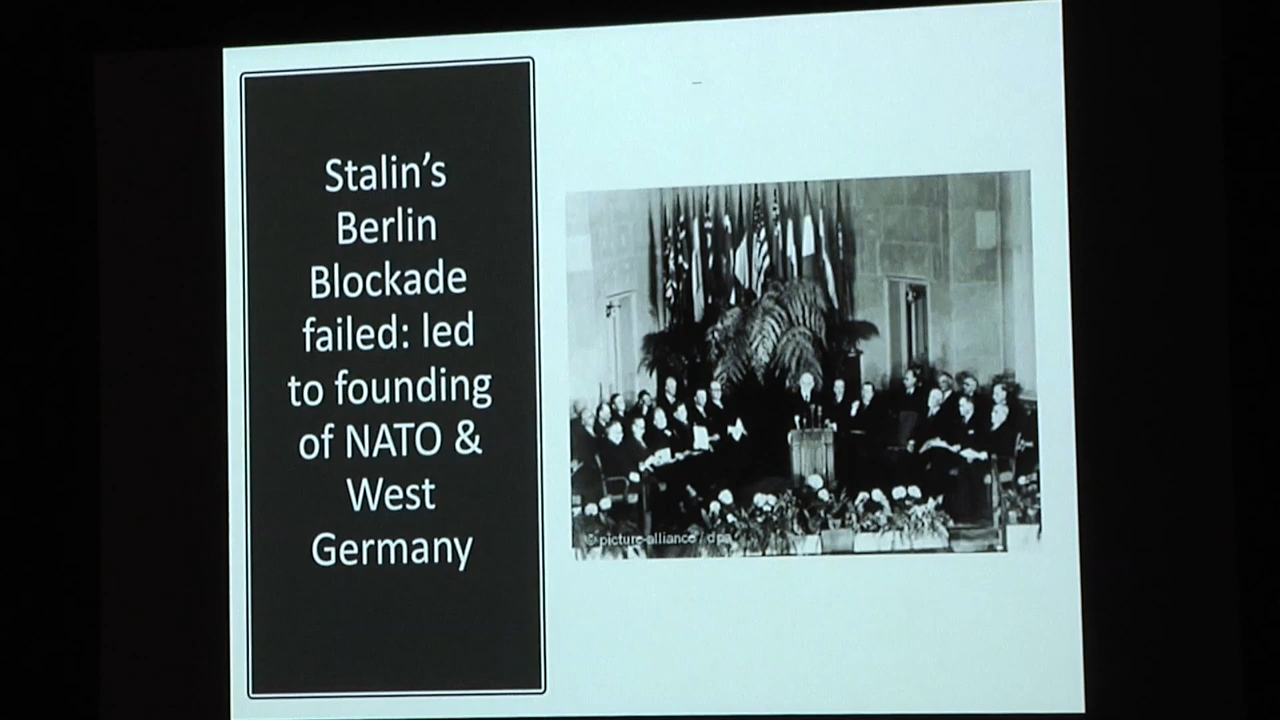 Stalin’s
Berlin
Blockade
failed: led
to founding
of NATO &
West
Germany
© picture-alliance / dpa